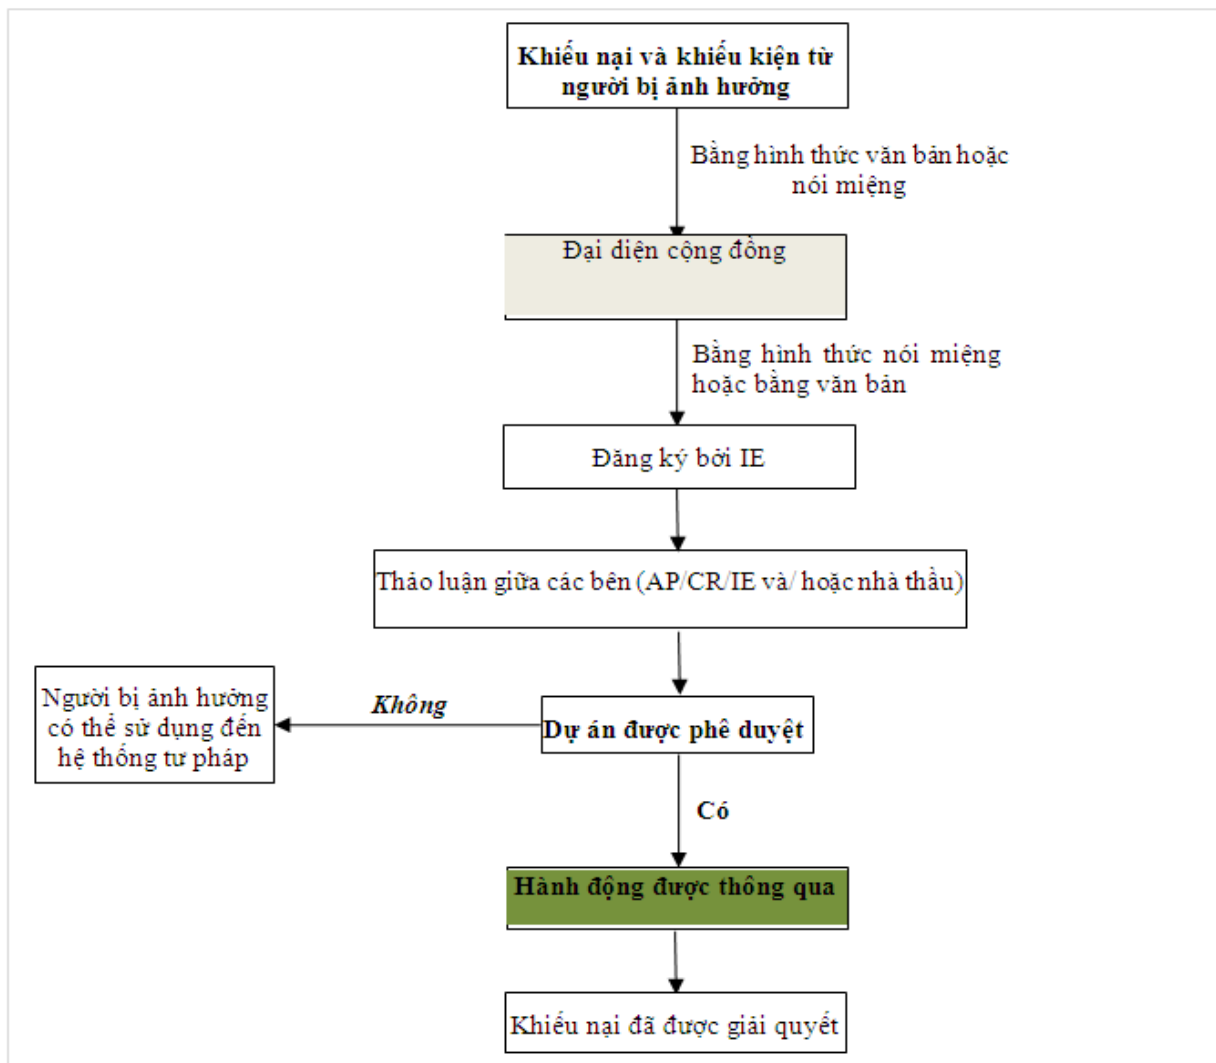 Khiếu nại và khiếu kiện từ
người bị ảnh hưởng
Bằng hình thức văn bản hoặc
nói miệng
Đại diện cộng đồng
Bằng hình thức nói miệng
hoặc bằng văn bản
Đăng ký bởi IE
Thảo luận giữa các bên (AP/CR/IE và/ hoặc nhà thầu)
Người bị ảnh hưởng
có thể sử dụng đến
hệ thống tư pháp
Không
Dự án được phê duyệt
Có
Hành động được thông qua
Khiếu nại đã được giải quyết